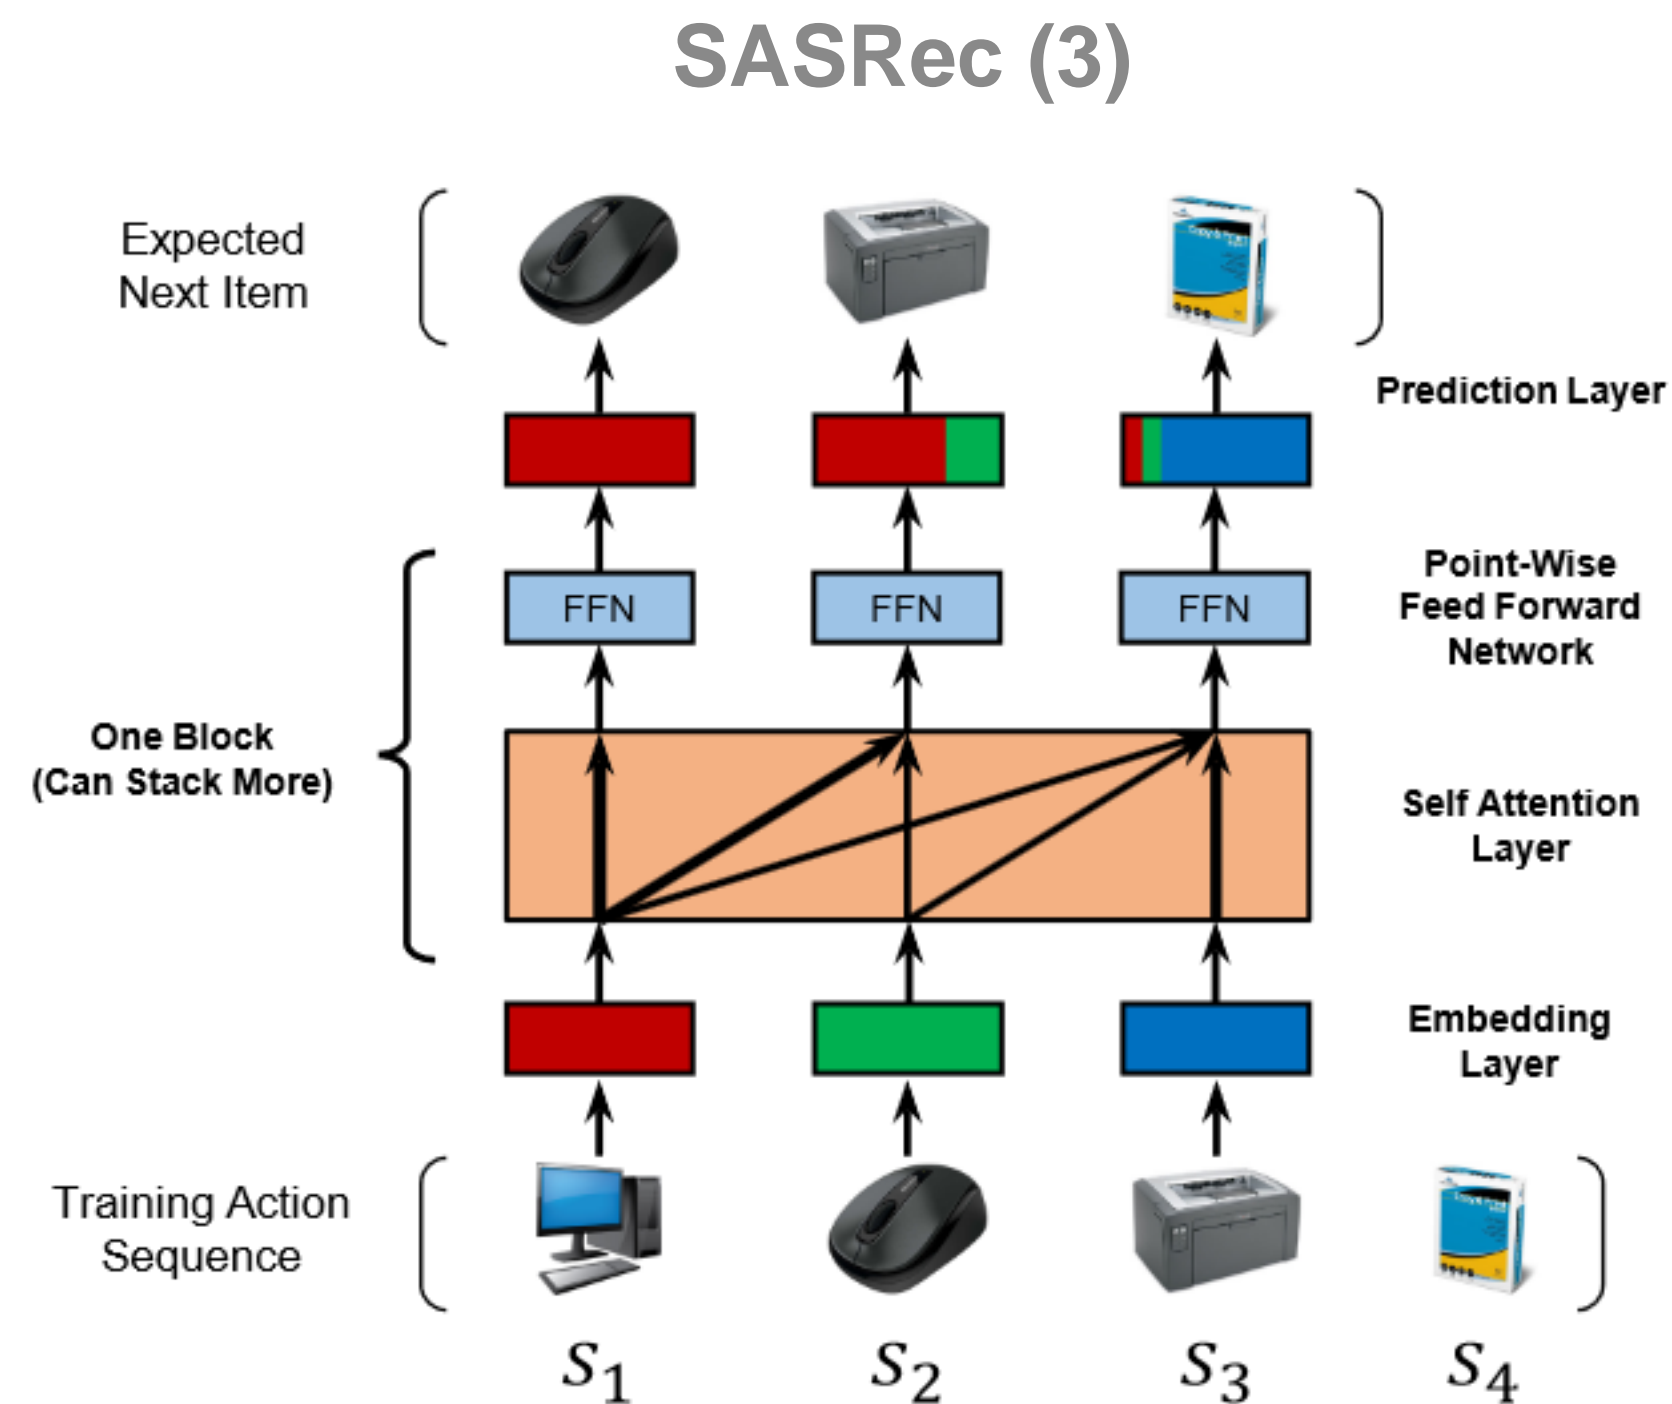 SASRec (3)
Expected
Next Item
Prediction Layer
Point-Wise
Feed Forward
Network
FFN
FFN
FFN
One Block
(Can Stack More)
Self Attention
Layer
Embedding
Layer
Training Action
Sequence
S1
S2
S3
S4